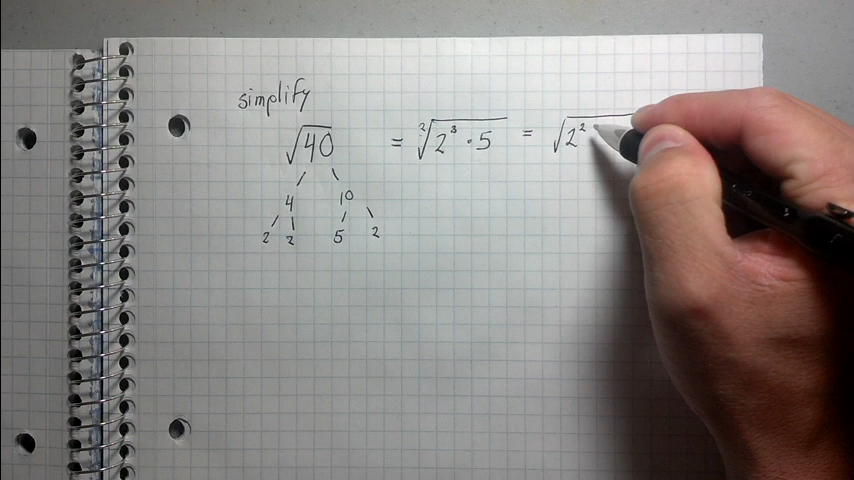 simplify
√40 = ²√2³ · 5 = √2²
4 10
2 2 5 2